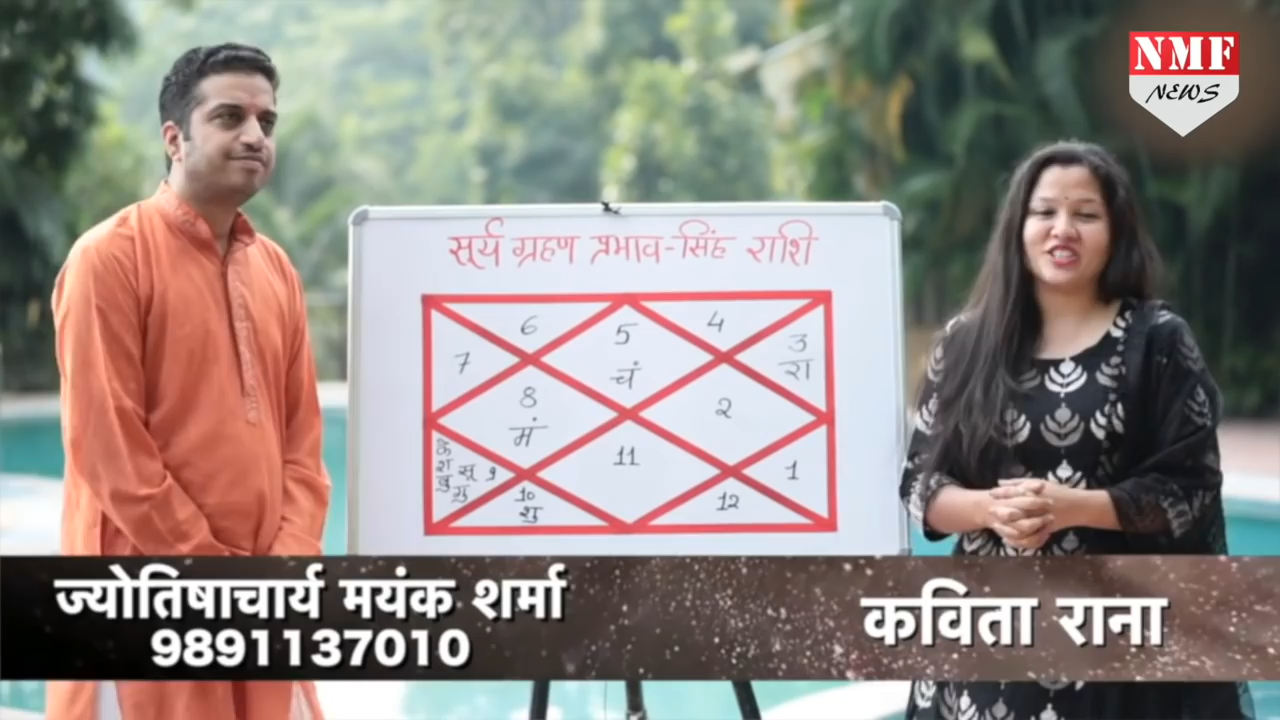 NMF
NEWS
सूर्य ग्रहण प्रभाव-सिंह राशि
6
5
4
7
3
चं
रा
8
2
मं
11
के
श
बु
सू 9
गु
1
10
12
शु
ज्योतिषाचार्य मयंक शर्मा
9891137010
कविता राना